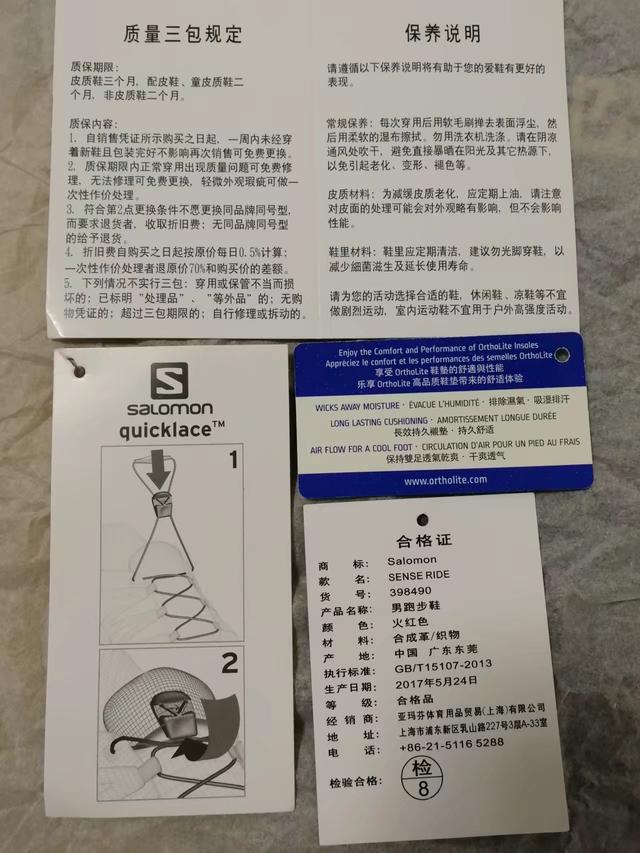 质量三包规定
质保期限：
皮质鞋三个月，配皮鞋、童皮质鞋二
个月，非皮质鞋二个月。
质保内容：
1. 自销售凭证所示购买之日起，一周内未经穿
着新鞋且包装完好不影响再次销售可免费更换。
2. 质保期限内正常穿用出现质量问题可免费修
理，无法修理可免费更换，轻微外观瑕疵可做一
次性作价处理。
3. 符合第2点更换条件不愿更换同品牌同号型，
而要求退货者，收取折旧费；无同品牌同号型
的给予退货。
4. 折旧费自购买之日起按原价每日0.5%计算；
一次性作价处理者退原价70%和购买价的差额。
5. 下列情况不实行三包：穿用或保管不当而损
坏的；已标明“处理品”、“等外品”的；无购
物凭证的；超过三包期限的；自行修理或拆动的。
保养说明
请遵循以下保养说明将有助于您的爱鞋有更好的
表现。
常规保养：每次穿用后用软毛刷掸去表面浮尘，然
后用柔软的湿布擦拭。勿用洗衣机洗涤。请在阴凉
通风处吹干，避免直接暴晒在阳光及其它热源下，
以免引起老化、变形、褪色等。
皮质材料：为减缓皮质老化，应定期上油，请注意
对皮面的处理可能会对外观略有影响，但不会影响
性能。
鞋里材料：鞋里应定期清洁，建议勿光脚穿鞋，以
减少细菌滋生及延长使用寿命。
请为您的活动选择合适的鞋，休闲鞋、凉鞋等不宜
做剧烈运动，室内运动鞋不宜用于户外高强度活动。
S
SALOMON
quicklace™
1
2
Enjoy the Comfort and Performance of OrthoLite Insoles
Appréciez le confort et les performances des semelles OrthoLite
享受 OrthoLite 鞋墊的舒適與性能
乐享 OrthoLite 高品质鞋垫带来的舒适体验
WICKS AWAY MOISTURE · ÉVACUE L'HUMIDITÉ · 排除濕氣 · 吸湿排汗
LONG LASTING CUSHIONING · AMORTISSEMENT LONGUE DURÉE
長效持久襯墊 · 持久舒适
AIR FLOW FOR A COOL FOOT · CIRCULATION D'AIR POUR UN PIED AU FRAIS
保持雙足透氣乾爽 · 干爽透气
www.ortholite.com
合格证
商标：Salomon
款名：SENSE RIDE
货号：398490
产品名称：男跑步鞋
颜色：火红色
材料：合成革/织物
产地：中国 广东东莞
执行标准：GB/T15107-2013
生产日期：2017年5月24日
等级：合格品
经销商：亚玛芬体育用品贸易(上海)有限公司
地址：上海市浦东新区乳山路227号3层A-33室
电话：+86-21-5116 5288
检验合格：检
8